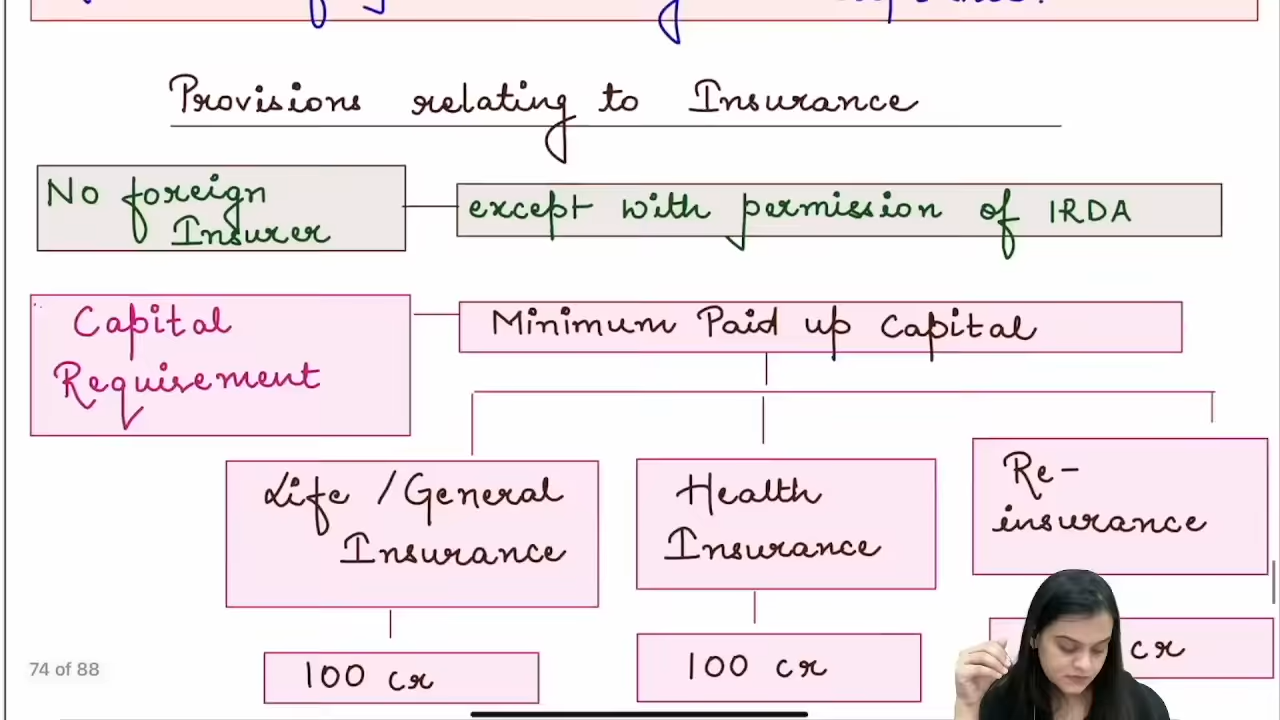 Provisions relating to Insurance
No foreign
Insurer
except with permission of IRDA
Capital
Requirement
Minimum Paid up Capital
Life / General
Insurance
Health
Insurance
Re-
insurance
100 cr
100 cr
cr
74 of 88